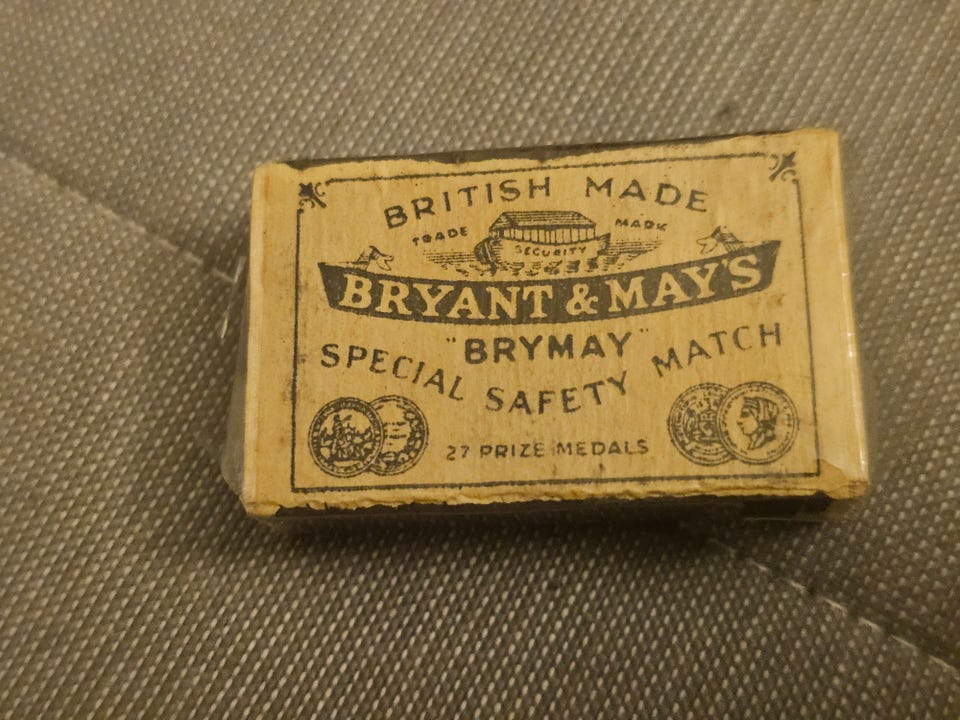 BRITISH MADE
TRADE MARK
SECURITY
BRYANT & MAY'S
"BRYMAY"
SPECIAL SAFETY MATCH
27 PRIZE MEDALS